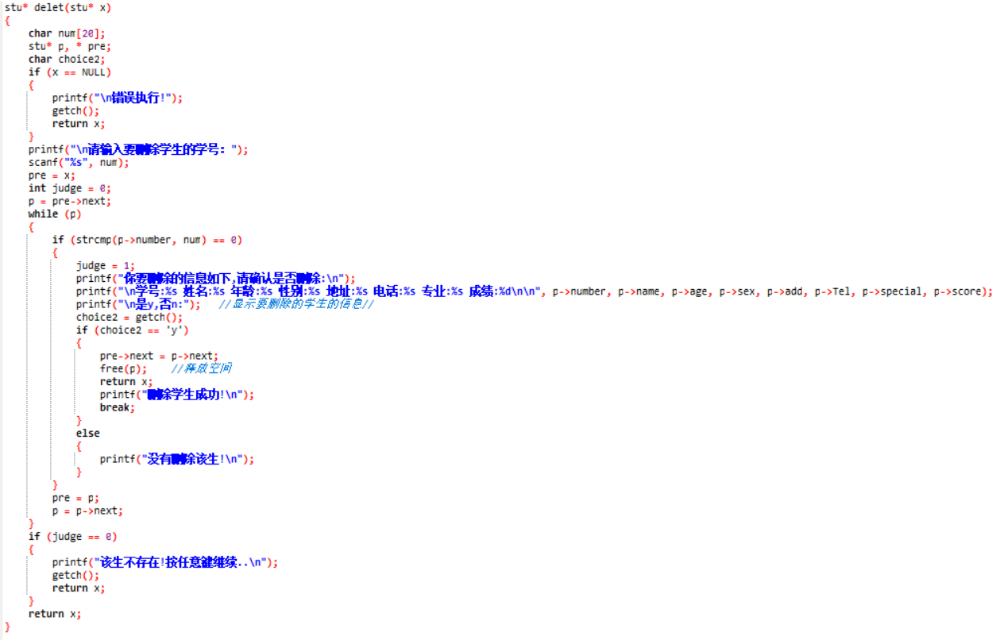 stu* delet(stu* x)
{
    char num[20];
    stu* p, * pre;
    char choice2;
    if (x == NULL)
    {
        printf("\n错误执行!");
        getch();
        return x;
    }
    printf("\n请输入要删除学生的学号: ");
    scanf("%s", num);
    pre = x;
    int judge = 0;
    p = pre->next;
    while (p)
    {
        if (strcmp(p->number, num) == 0)
        {
            judge = 1;
            printf("你要删除的信息如下,请确认是否删除:\n");
            printf("\n学号:%s 姓名:%s 年龄:%s 性别:%s 地址:%s 电话:%s 专业:%s 成绩:%d\n\n", p->number, p->name, p->age, p->sex, p->add, p->Tel, p->special, p->score);
            printf("\n是y,否n:");   //显示要删除的学生的信息//
            choice2 = getch();
            if (choice2 == 'y')
            {
                pre->next = p->next;
                free(p);    //释放空间
                return x;
                printf("删除学生成功!\n");
                break;
            }
            else
            {
                printf("没有删除该生!\n");
            }
        }
        pre = p;
        p = p->next;
    }
    if (judge == 0)
    {
        printf("该生不存在!按任意键继续..\n");
        getch();
        return x;
    }
    return x;
}